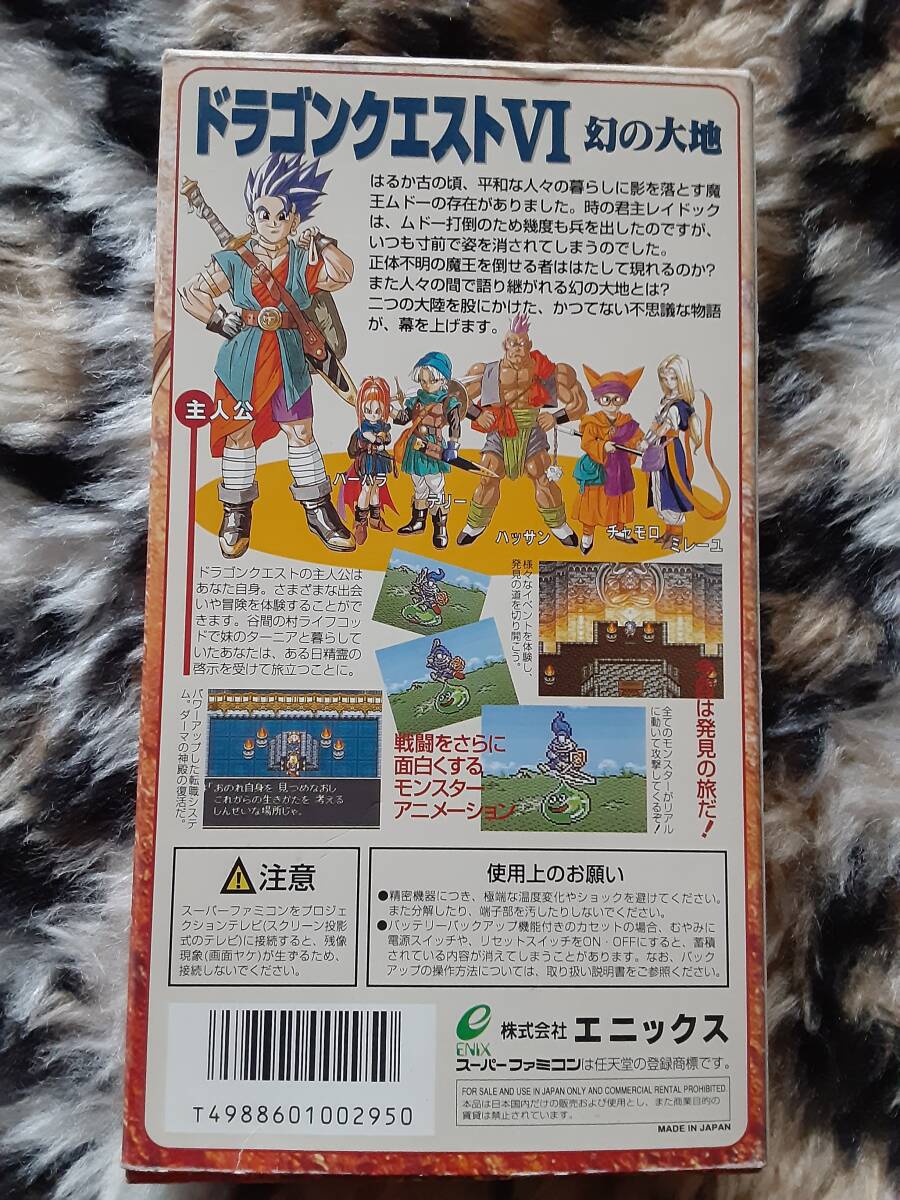 ドラゴンクエストVI 幻の大地
はるか古の頃、平和な人々の暮らしに影を落とす魔
王ムドーの存在がありました。時の君主レイドック
は、ムドー打倒のため幾度も兵を出したのですが、
いつも寸前で姿を消されてしまうのでした。
正体不明の魔王を倒せる者ははたして現れるのか?
また人々の間で語り継がれる幻の大地とは?
二つの大陸を股にかけた、かつてない不思議な物語
が、幕を上げます。
主人公
バーバラ
テリー
ハッサン
チャモロ
ミレーユ
ドラゴンクエストの主人公は
あなた自身。さまざまな出会
いや冒険を体験することがで
きます。谷間の村ライフコッ
ドで妹のターニアと暮らして
いたあなたは、ある日精霊の
啓示を受けて旅立つことに。
様々なイベントを体験し、
発見の道を切り開こう。
パワーアップした転職システ
ム。ダーマの神殿の復活だ。
「おのれ自身を 見つめなおし
これからの生きかたを 考える
しんせいな場所じゃ。
戦闘をさらに
面白くする
モンスター
アニメーション
全てのモンスターがリアル
に動いて攻撃してくるぞ!
は発見の旅だ!
注意
スーパーファミコンをプロジェ
クションテレビ(スクリーン投影
式のテレビ)に接続すると、残像
現象(画面ヤケ)が生ずるため、
接続しないでください。
使用上のお願い
●精密機器につき、極端な温度変化やショックを避けてください。
また分解したり、端子部を汚したりしないでください。
●バッテリーバックアップ機能付きのカセットの場合、むやみに
電源スイッチや、リセットスイッチをON・OFFにすると、蓄積
されている内容が消えてしまうことがあります。なお、バック
アップの操作方法については、取り扱い説明書をご参照ください。
T4988601002950
ENIX
株式会社 エニックス
スーパーファミコンは任天堂の登録商標です。
FOR SALE AND USE IN JAPAN ONLY AND COMMERCIAL RENTAL PROHIBITED.
本品は日本国内だけの販売および使用とし、また商業目的の
賃貸は禁止されています。
MADE IN JAPAN